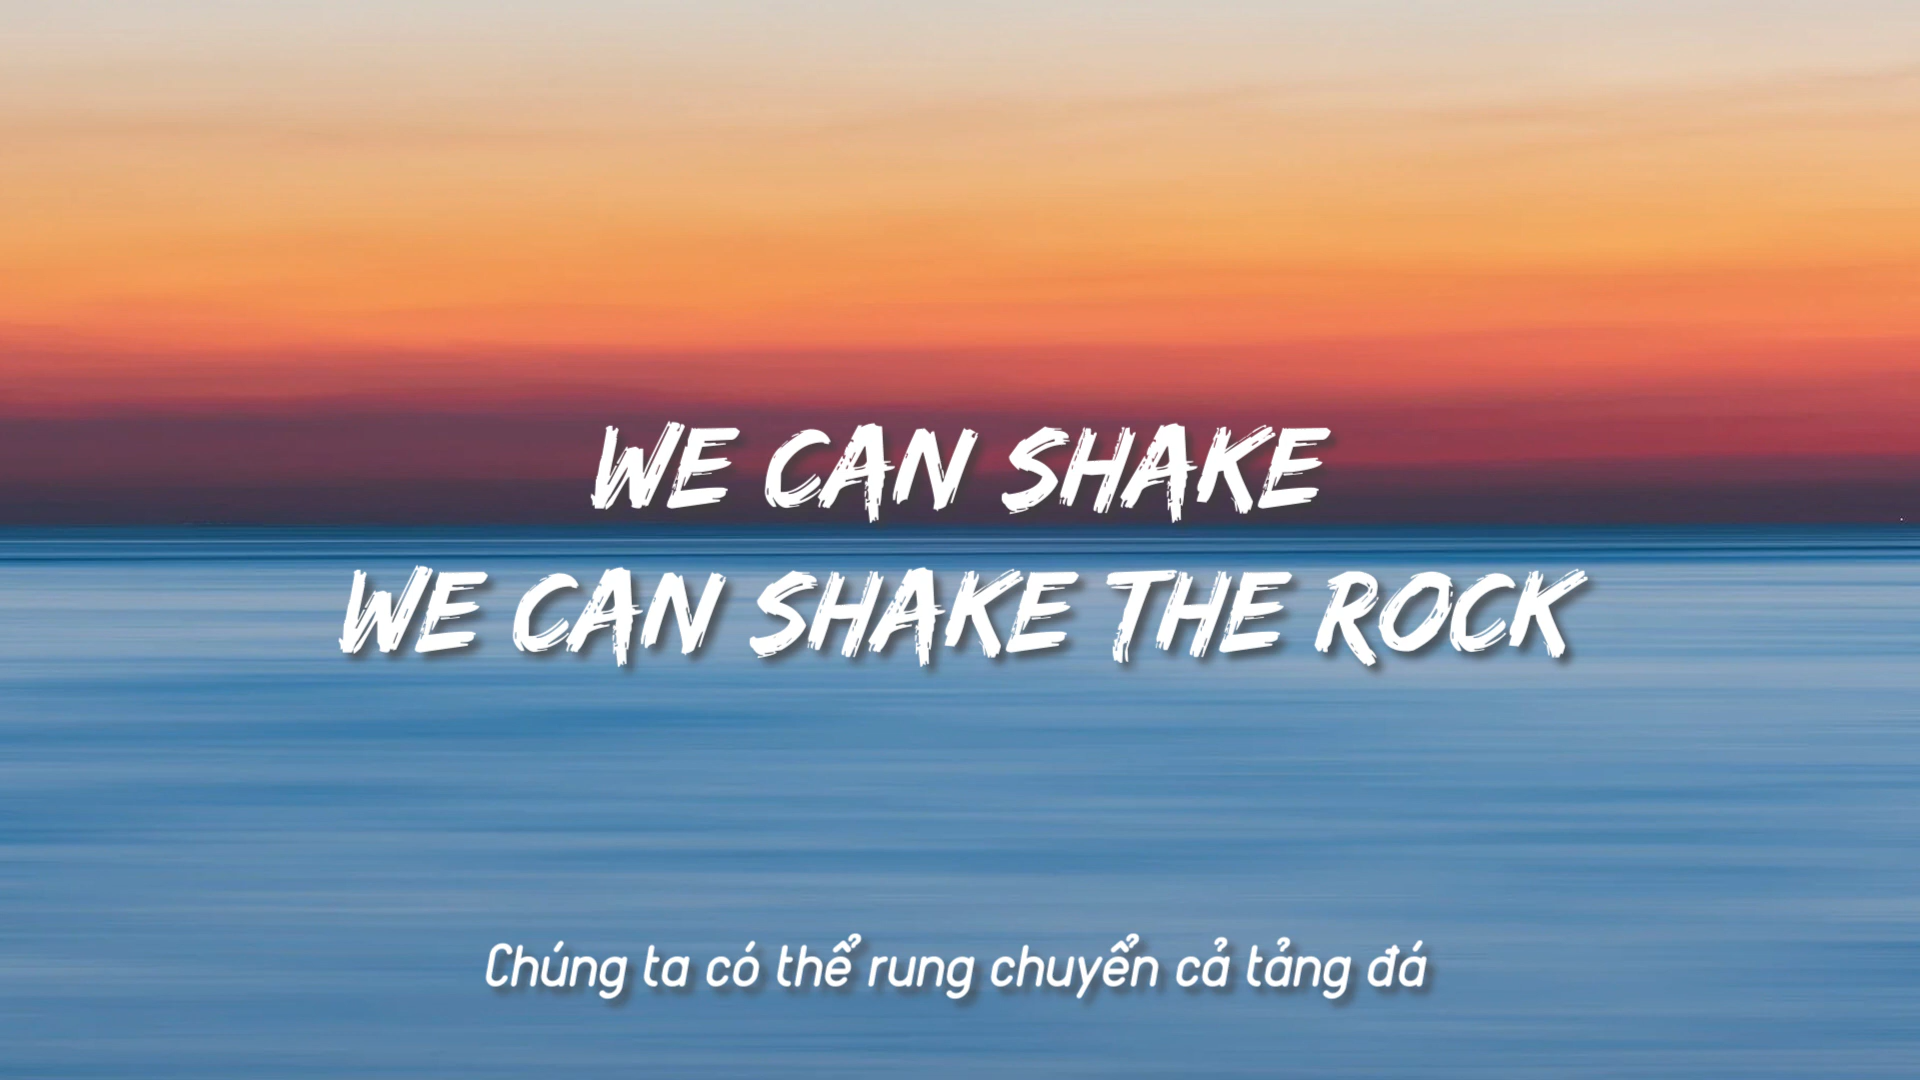 WE CAN SHAKE
WE CAN SHAKE THE ROCK
Chúng ta có thể rung chuyển cả tảng đá